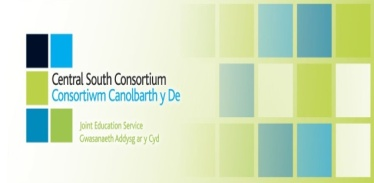 Central South Consortium
Consortiwm Canolbarth y De
Joint Education Service
Gwasanaeth Addysg ar y Cyd